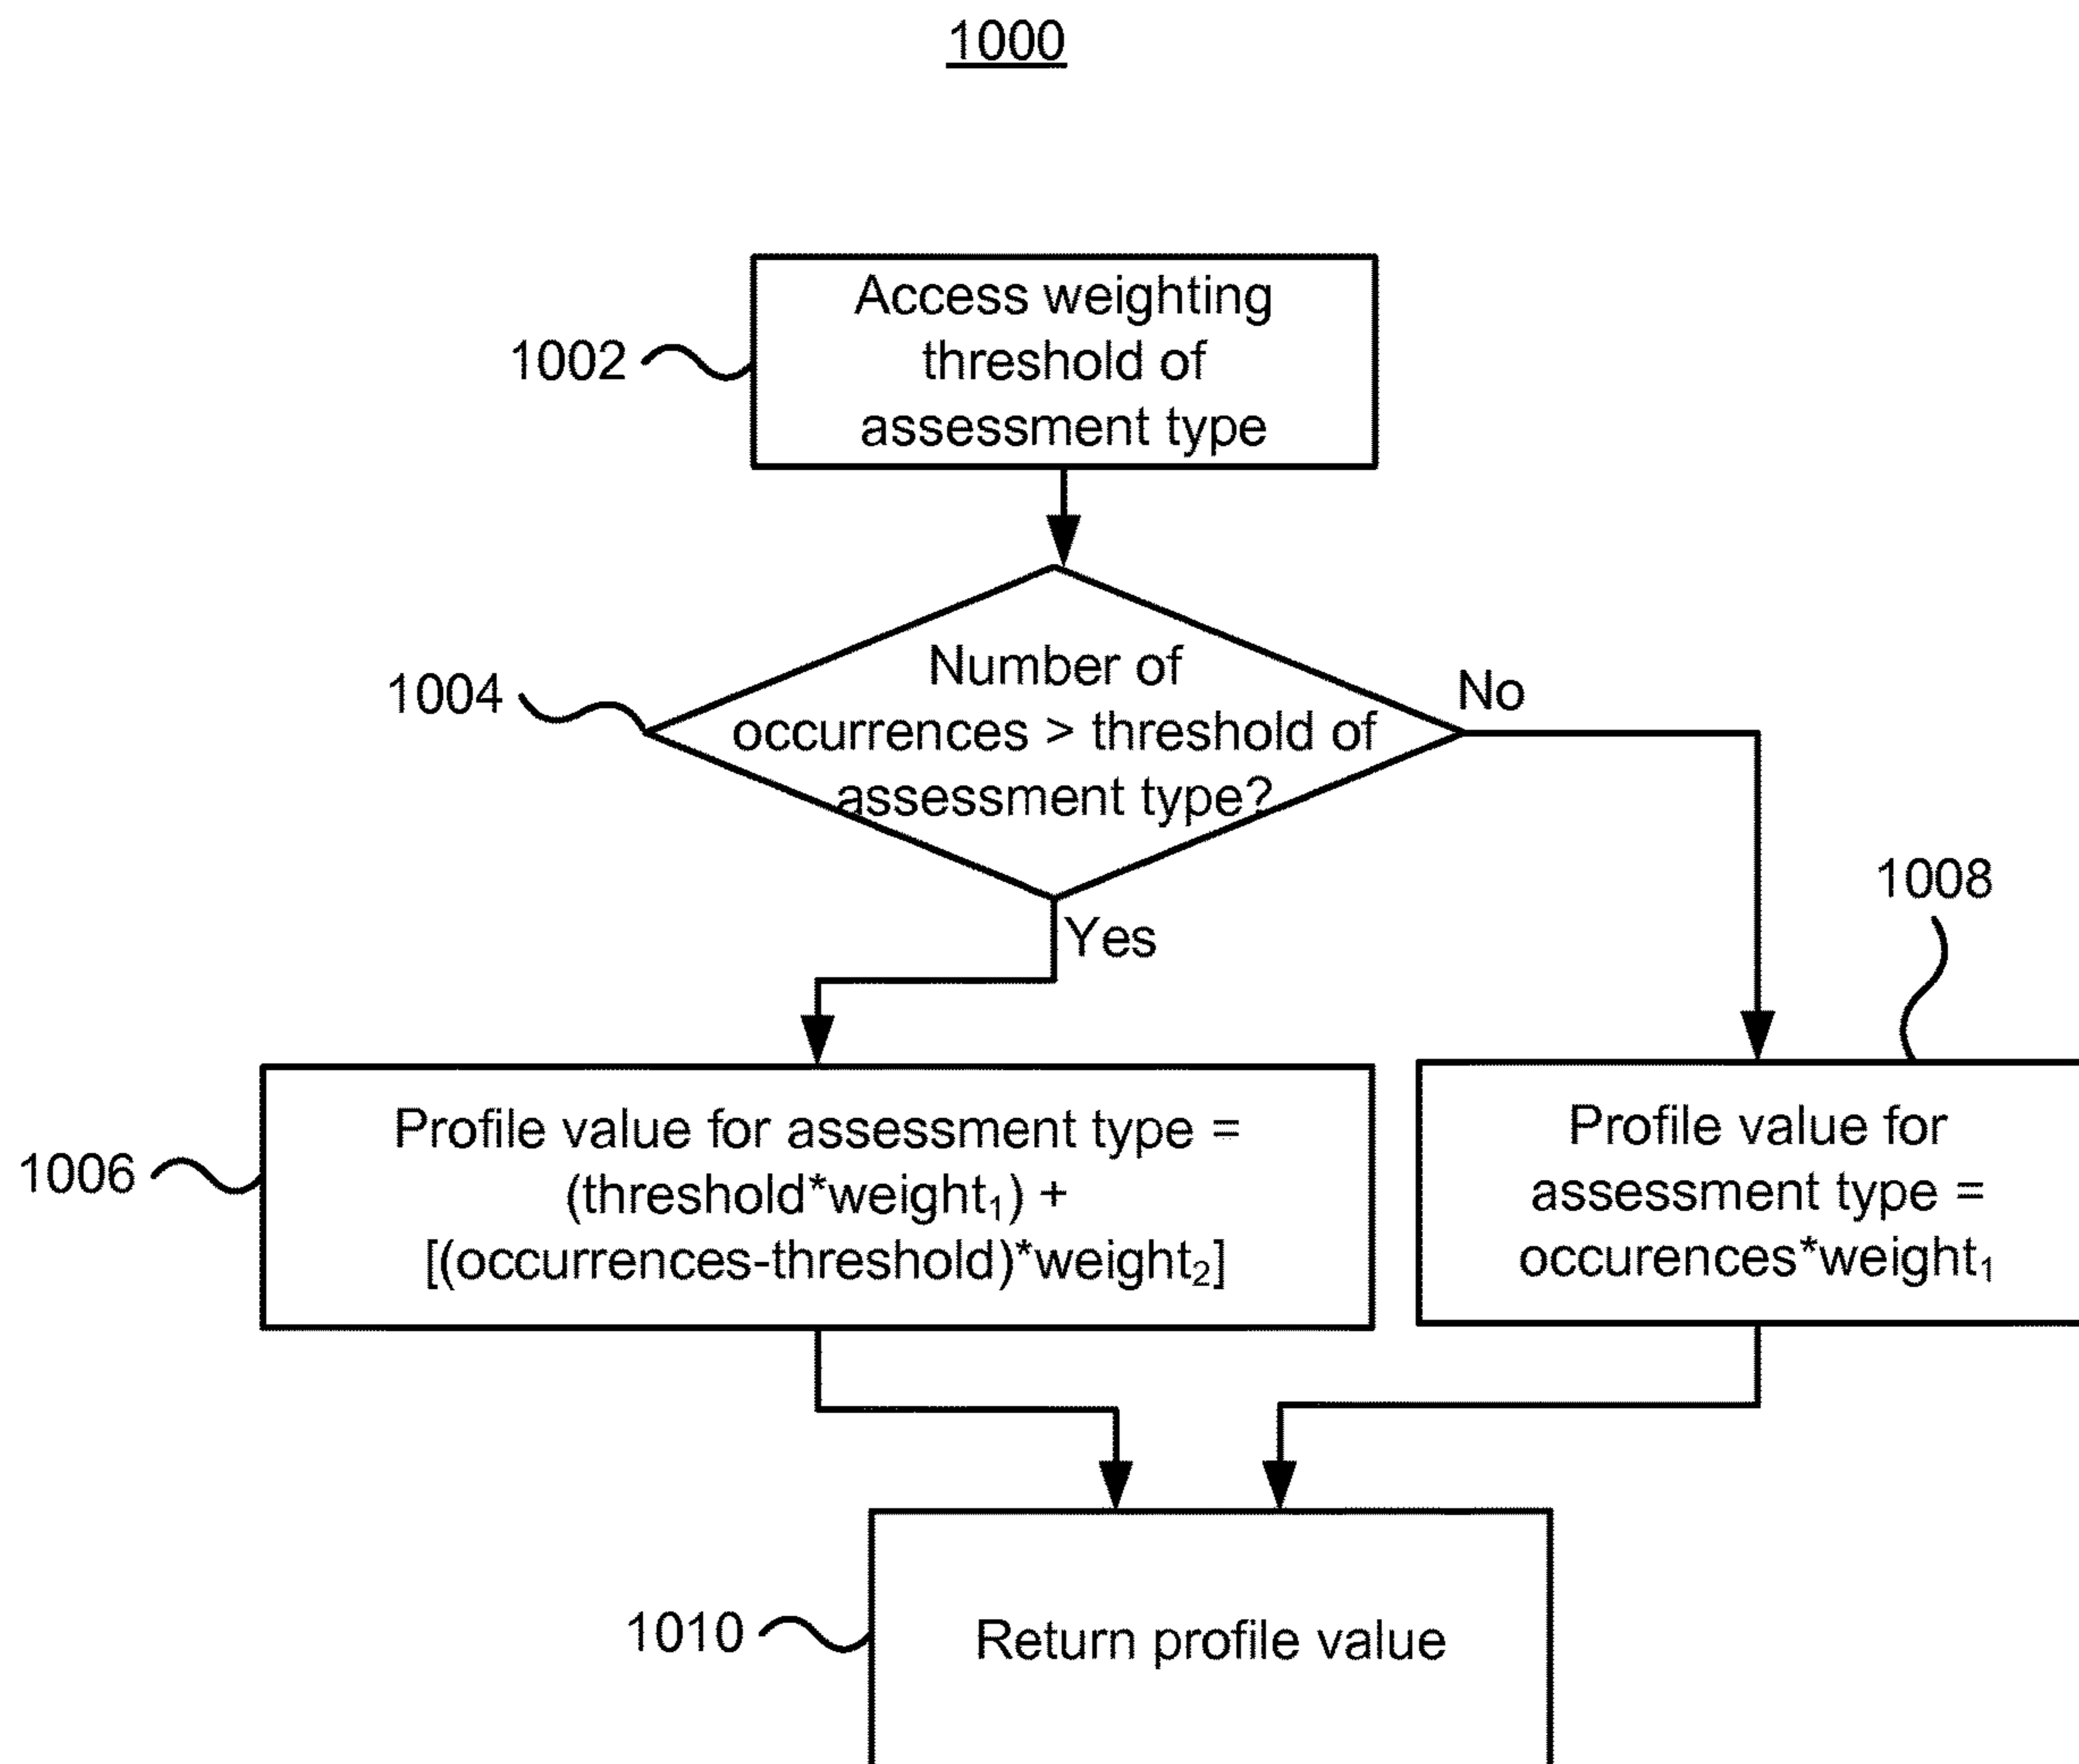 1000
Access weighting
threshold of
assessment type
1002
Number of
occurrences > threshold of
assessment type?
1004
No
Yes
1008
Profile value for assessment type =
(threshold*weight₁) +
[(occurrences-threshold)*weight₂]
1006
Profile value for
assessment type =
occurences*weight₁
Return profile value
1010